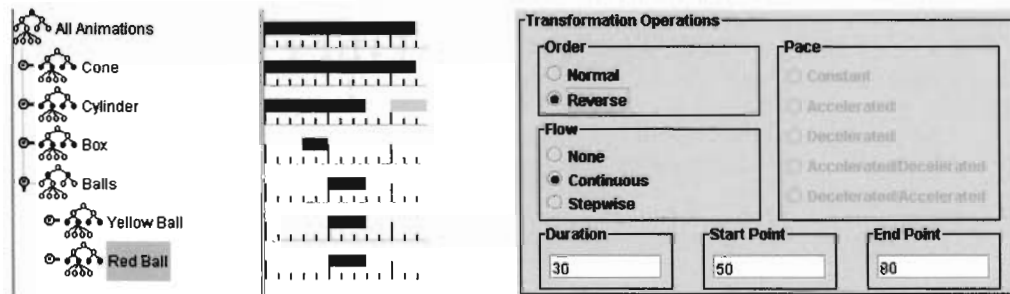 All Animations
Cone
Cylinder
Box
Balls
Yellow Ball
Red Ball
Transformation Operations
Order
Normal
Reverse
Flow
None
Continuous
Stepwise
Pace
Constant
Accelerated
Decelerated
Accelerated/Decelerated
Decelerated/Accelerated
Duration
30
Start Point
50
End Point
80